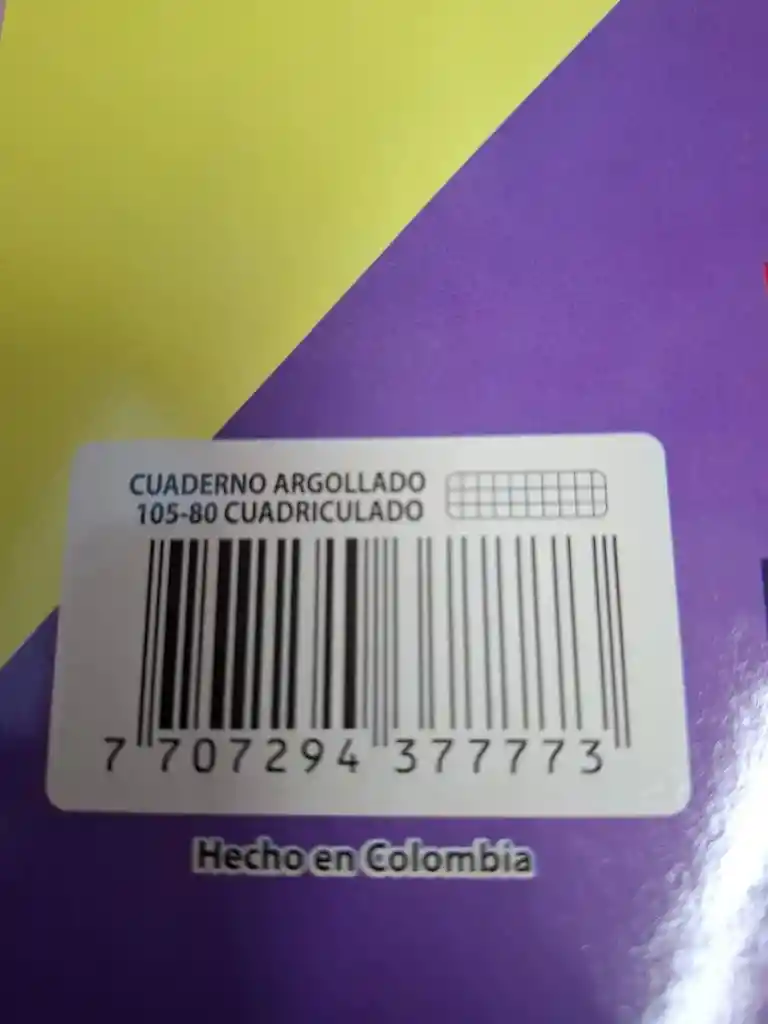 CUADERNO ARGOLLADO
105-80 CUADRICULADO
7 707294 377773
Hecho en Colombia